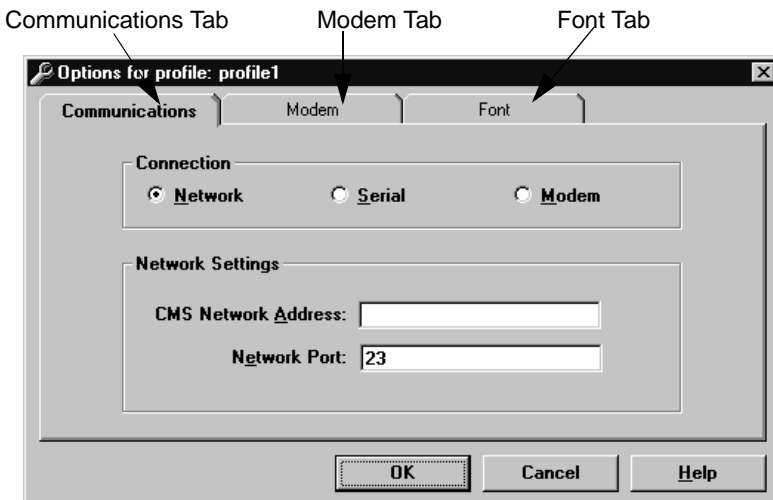 Communications Tab Modem Tab Font Tab
Options for profile: profile1
Communications Modem Font
Connection
Network Serial Modem
Network Settings
CMS Network Address:
Network Port: 23
OK Cancel Help